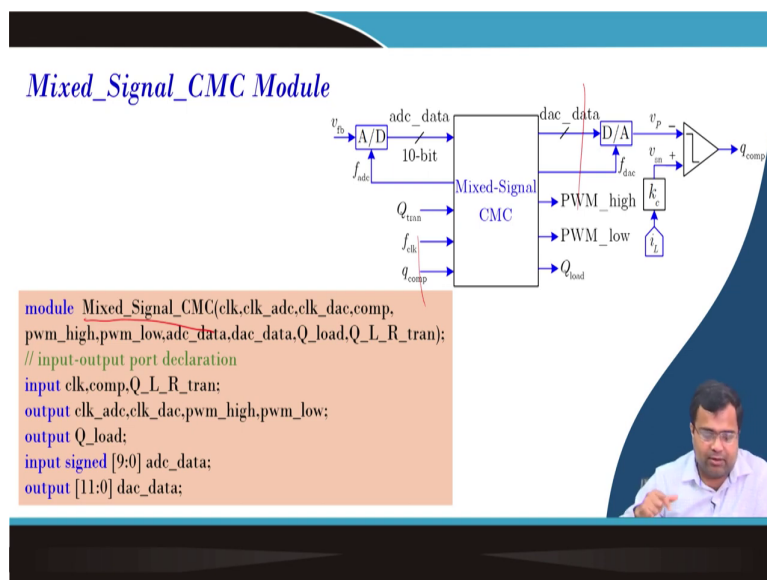 Mixed_Signal_CMC Module
v_fb
A/D
adc_data
10-bit
f_adc
Q_tran
f_clk
q_comp
Mixed-Signal
CMC
dac_data
D/A
f_dac
PWM_high
PWM_low
Q_load
v_P
−
v_sn
+
k_c
i_L
q_comp
module Mixed_Signal_CMC(clk,clk_adc,clk_dac,comp,
pwm_high,pwm_low,adc_data,dac_data,Q_load,Q_L_R_tran);
// input-output port declaration
input clk,comp,Q_L_R_tran;
output clk_adc,clk_dac,pwm_high,pwm_low;
output Q_load;
input signed [9:0] adc_data;
output [11:0] dac_data;